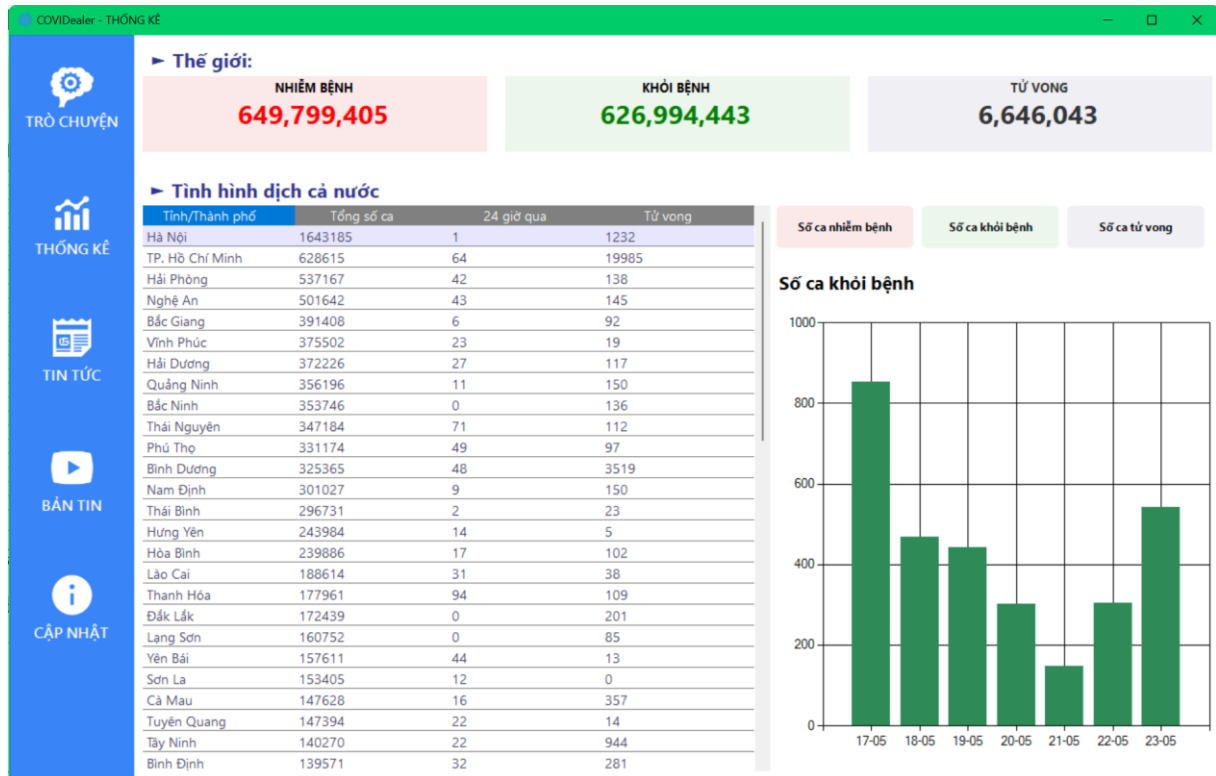 COVIDealer - THỐNG KÊ
TRÒ CHUYỆN
THỐNG KÊ
TIN TỨC
BẢN TIN
CẬP NHẬT
► Thế giới:
NHIỄM BỆNH
649,799,405
KHỎI BỆNH
626,994,443
TỬ VONG
6,646,043
► Tình hình dịch cả nước
Tỉnh/Thành phố Tổng số ca 24 giờ qua Tử vong
Hà Nội 1643185 1 1232
TP. Hồ Chí Minh 628615 64 19985
Hải Phòng 537167 42 138
Nghệ An 501642 43 145
Bắc Giang 391408 6 92
Vĩnh Phúc 375502 23 19
Hải Dương 372226 27 117
Quảng Ninh 356196 11 150
Bắc Ninh 353746 0 136
Thái Nguyên 347184 71 112
Phú Thọ 331174 49 97
Bình Dương 325365 48 3519
Nam Định 301027 9 150
Thái Bình 296731 2 23
Hưng Yên 243984 14 5
Hòa Bình 239886 17 102
Lào Cai 188614 31 38
Thanh Hóa 177961 94 109
Đắk Lắk 172439 0 201
Lạng Sơn 160752 0 85
Yên Bái 157611 44 13
Sơn La 153405 12 0
Cà Mau 147628 16 357
Tuyên Quang 147394 22 14
Tây Ninh 140270 22 944
Bình Định 139571 32 281
Số ca nhiễm bệnh
Số ca khỏi bệnh
Số ca tử vong
Số ca khỏi bệnh
1000
800
600
400
200
0
17-05 18-05 19-05 20-05 21-05 22-05 23-05